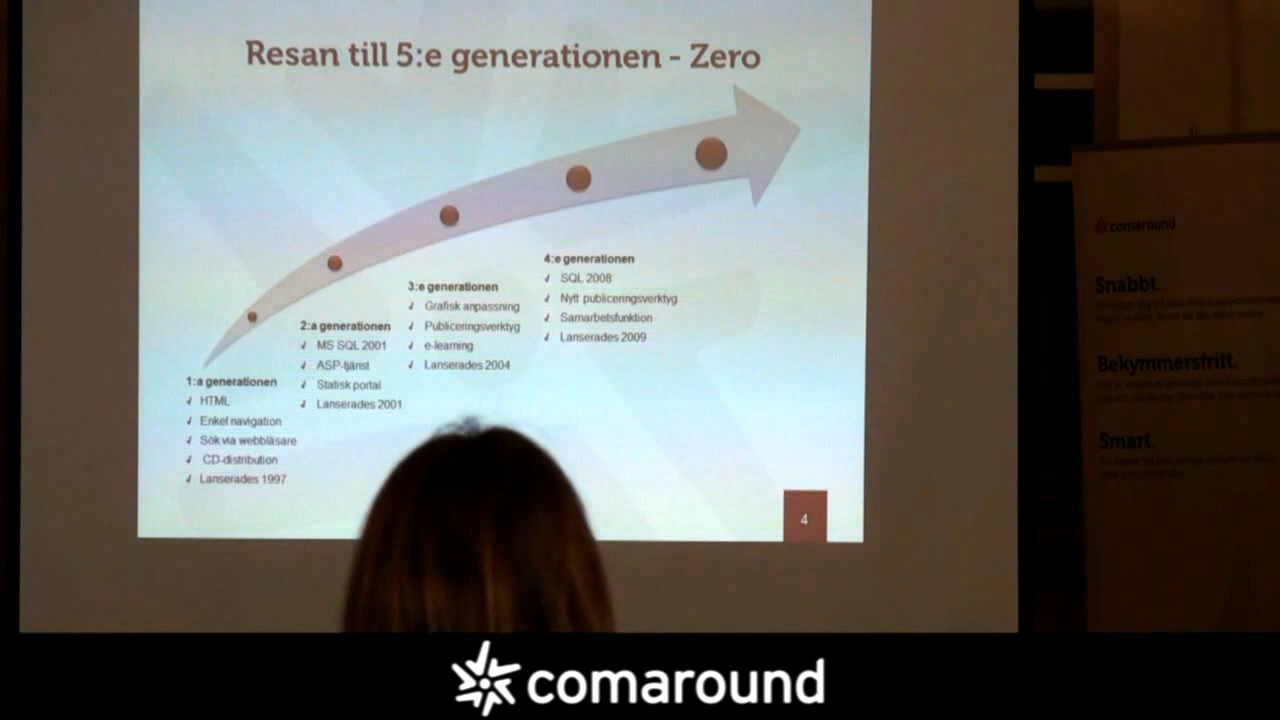 Resan till 5:e generationen - Zero
1:a generationen
√ HTML
√ Enkel navigation
√ Sök via webbläsare
√ CD-distribution
√ Lanserades 1997
2:a generationen
√ MS SQL 2001
√ ASP-tjänst
√ Statisk portal
√ Lanserades 2001
3:e generationen
√ Grafisk anpassning
√ Publiceringsverktyg
√ e-learning
√ Lanserades 2004
4:e generationen
√ SQL 2008
√ Nytt publiceringsverktyg
√ Samarbetsfunktion
√ Lanserades 2009
4
comaround
Snabbt.
Bekymmersfritt.
Smart.
comaround